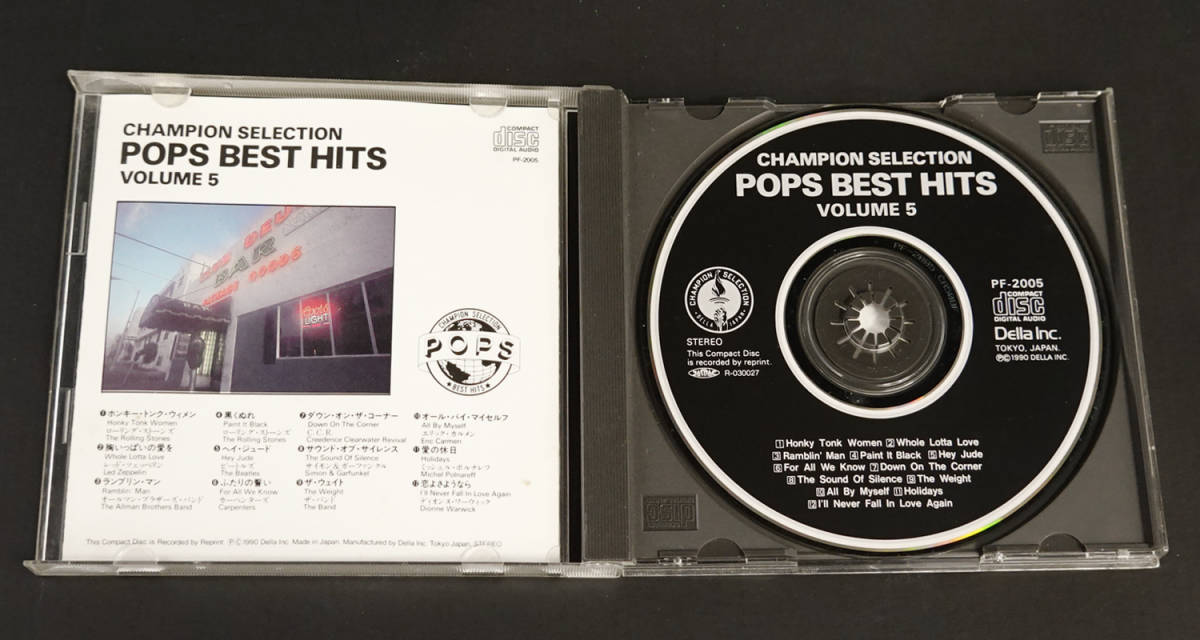 CHAMPION SELECTION
POPS BEST HITS
VOLUME 5
COMPACT
disc
DIGITAL AUDIO
PF-2005
BAR
Coors
LIGHT
CHAMPION SELECTION
POPS
BEST HITS
❶ホンキー・トンク・ウィメン
Honky Tonk Women
ローリング・ストーンズ
The Rolling Stones
❷胸いっぱいの愛を
Whole Lotta Love
レッド・ツェッペリン
Led Zeppelin
❸ランブリン・マン
Ramblin' Man
オールマン・ブラザーズ・バンド
The Allman Brothers Band
❹黒くぬれ
Paint It Black
ローリング・ストーンズ
The Rolling Stones
❺ヘイ・ジュード
Hey Jude
ビートルズ
The Beatles
❻ふたりの誓い
For All We Know
カーペンターズ
Carpenters
❼ダウン・オン・ザ・コーナー
Down On The Corner
C.C.R.
Creedence Clearwater Revival
❽サウンド・オブ・サイレンス
The Sound Of Silence
サイモン&ガーファンクル
Simon & Garfunkel
❾ザ・ウェイト
The Weight
ザ・バンド
The Band
❿オール・バイ・マイセルフ
All By Myself
エリック・カルメン
Eric Carmen
⓫愛の休日
Holidays
ミッシェル・ポルナレフ
Michel Polnareff
⓬恋よさようなら
I'll Never Fall In Love Again
ディオンヌ・ワーウィック
Dionne Warwick
This Compact Disc is Recorded by Reprint. ℗©1990 Della Inc. Made in Japan. Manufactured by Della Inc. Tokyo Japan. STEREO
CHAMPION SELECTION
POPS BEST HITS
VOLUME 5
CHAMPION SELECTION
DELLA JAPAN
STEREO
This Compact Disc
is recorded by reprint.
R-030027
PF-2005
COMPACT
disc
DIGITAL AUDIO
Della Inc.
TOKYO, JAPAN.
℗©1990 DELLA INC.
1 Honky Tonk Women 2 Whole Lotta Love
3 Ramblin' Man 4 Paint It Black 5 Hey Jude
6 For All We Know 7 Down On The Corner
8 The Sound Of Silence 9 The Weight
10 All By Myself 11 Holidays
12 I'll Never Fall In Love Again
disc
disc